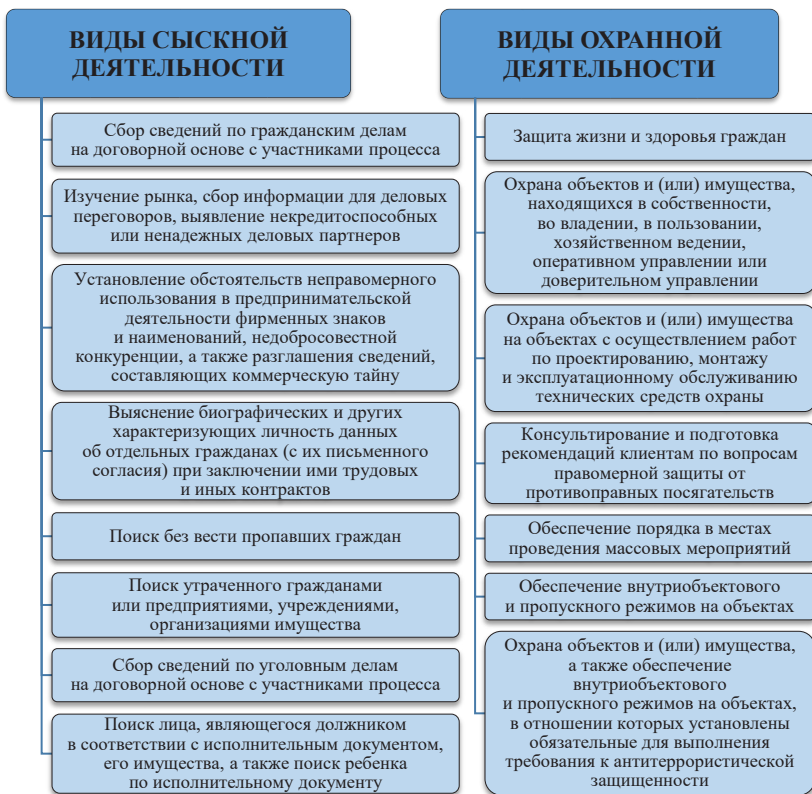 ВИДЫ СЫСКНОЙ
ДЕЯТЕЛЬНОСТИ
Сбор сведений по гражданским делам
на договорной основе с участниками процесса
Изучение рынка, сбор информации для деловых
переговоров, выявление некредитоспособных
или ненадежных деловых партнеров
Установление обстоятельств неправомерного
использования в предпринимательской
деятельности фирменных знаков
и наименований, недобросовестной
конкуренции, а также разглашения сведений,
составляющих коммерческую тайну
Выяснение биографических и других
характеризующих личность данных
об отдельных гражданах (с их письменного
согласия) при заключении ими трудовых
и иных контрактов
Поиск без вести пропавших граждан
Поиск утраченного гражданами
или предприятиями, учреждениями,
организациями имущества
Сбор сведений по уголовным делам
на договорной основе с участниками процесса
Поиск лица, являющегося должником
в соответствии с исполнительным документом,
его имущества, а также поиск ребенка
по исполнительному документу
ВИДЫ ОХРАННОЙ
ДЕЯТЕЛЬНОСТИ
Защита жизни и здоровья граждан
Охрана объектов и (или) имущества,
находящихся в собственности,
во владении, в пользовании,
хозяйственном ведении,
оперативном управлении или
доверительном управлении
Охрана объектов и (или) имущества
на объектах с осуществлением работ
по проектированию, монтажу
и эксплуатационному обслуживанию
технических средств охраны
Консультирование и подготовка
рекомендаций клиентам по вопросам
правомерной защиты от
противоправных посягательств
Обеспечение порядка в местах
проведения массовых мероприятий
Обеспечение внутриобъектового
и пропускного режимов на объектах
Охрана объектов и (или) имущества,
а также обеспечение
внутриобъектового
и пропускного режимов на объектах,
в отношении которых установлены
обязательные для выполнения
требования к антитеррористической
защищенности